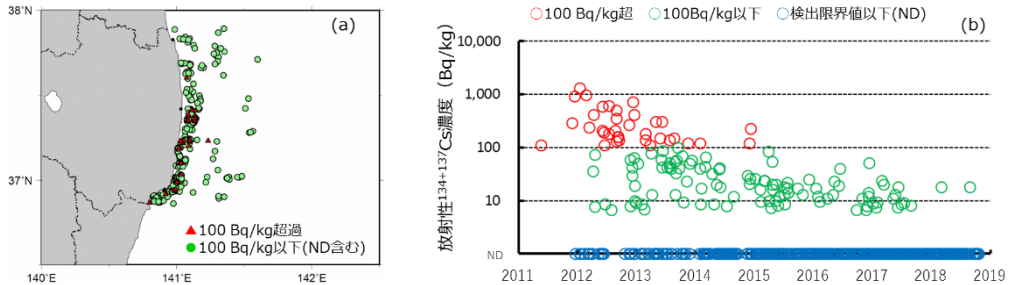 (a)
38°N
37°N
140°E
141°E
142°E
▲100 Bq/kg超過
●100 Bq/kg以下(ND含む)
○100 Bq/kg超 ○100Bq/kg以下 ○検出限界値以下(ND)
(b)
放射性¹³⁴⁺¹³⁷Cs濃度（Bq/kg）
10,000
1,000
100
10
ND
2011 2012 2013 2014 2015 2016 2017 2018 2019